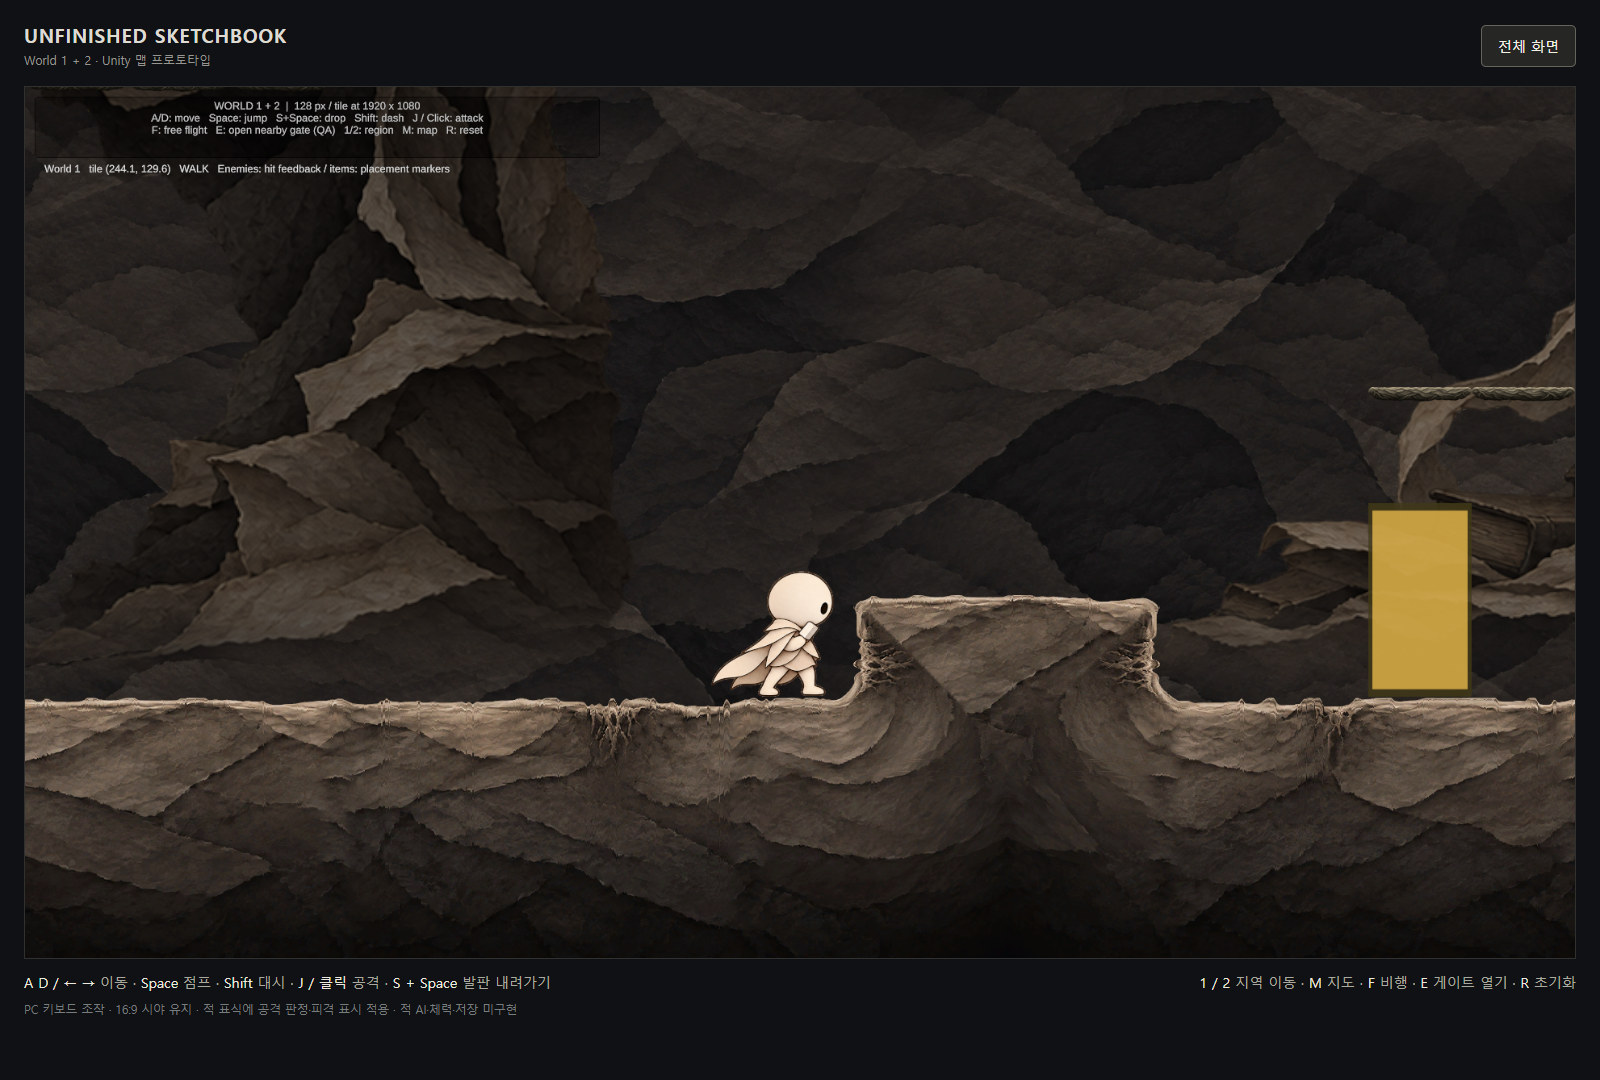 UNFINISHED SKETCHBOOK
World 1 + 2 · Unity 맵 프로토타입
전체 화면
WORLD 1 + 2 | 128 px / tile at 1920 x 1080
A/D: move Space: jump S+Space: drop Shift: dash J / Click: attack
F: free flight E: open nearby gate (QA) 1/2: region M: map R: reset
World 1 tile (244.1, 129.6) WALK Enemies: hit feedback / items: placement markers
A D / ← → 이동 · Space 점프 · Shift 대시 · J / 클릭 공격 · S + Space 발판 내려가기
1 / 2 지역 이동 · M 지도 · F 비행 · E 게이트 열기 · R 초기화
PC 키보드 조작 · 16:9 시야 유지 · 적 표식에 공격 판정·피격 표시 적용 · 적 AI·체력·저장 미구현